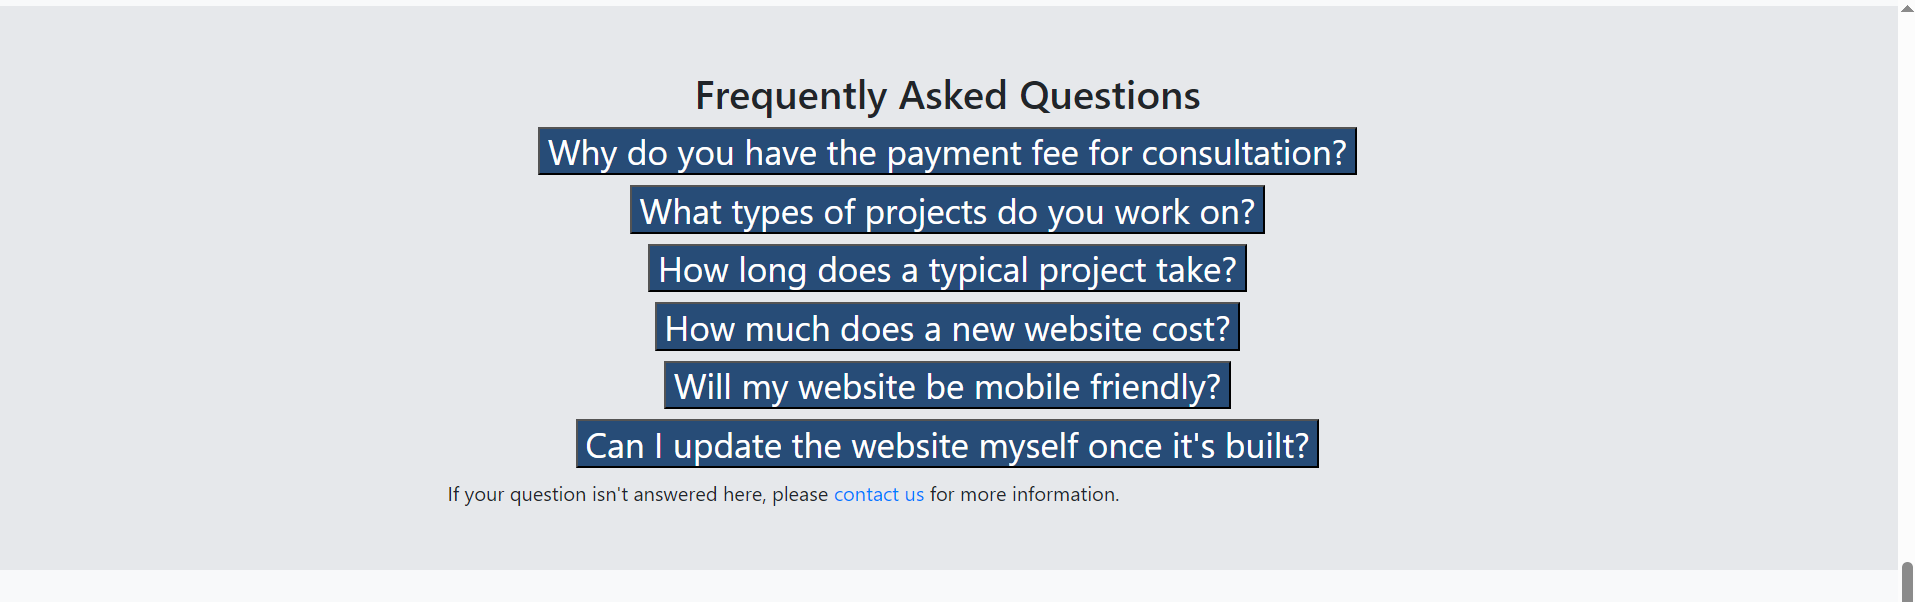 Frequently Asked Questions
Why do you have the payment fee for consultation?
What types of projects do you work on?
How long does a typical project take?
How much does a new website cost?
Will my website be mobile friendly?
Can I update the website myself once it's built?
If your question isn't answered here, please contact us for more information.